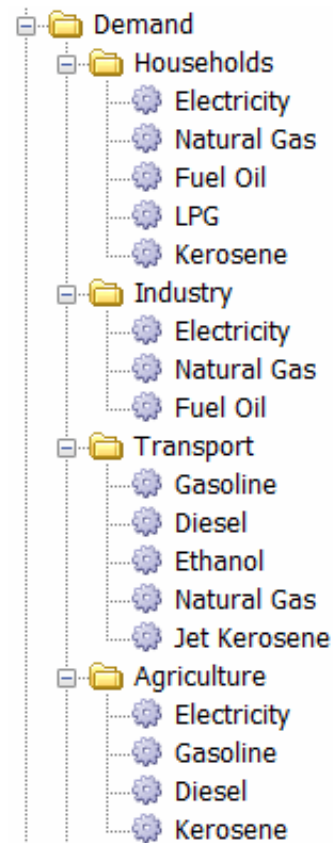 Demand
Households
Electricity
Natural Gas
Fuel Oil
LPG
Kerosene
Industry
Electricity
Natural Gas
Fuel Oil
Transport
Gasoline
Diesel
Ethanol
Natural Gas
Jet Kerosene
Agriculture
Electricity
Gasoline
Diesel
Kerosene